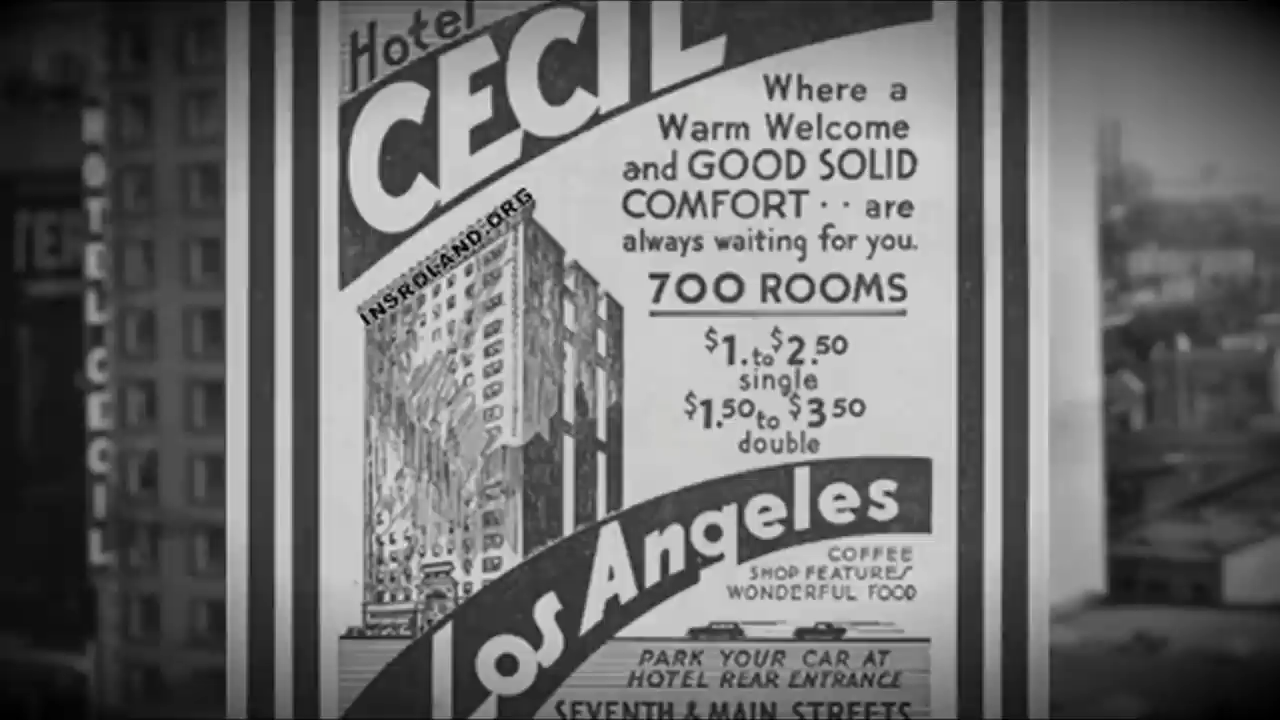 Hotel
CECIL
Where a
Warm Welcome
and GOOD SOLID
COMFORT ·· are
always waiting for you.
700 ROOMS
$1. to $2.50
single
$1.50 to $3.50
double
INSROLAND.ORG
Los Angeles
COFFEE
SHOP FEATURES
WONDERFUL FOOD
PARK YOUR CAR AT
HOTEL REAR ENTRANCE
SEVENTH & MAIN STREETS
HOTEL CECIL